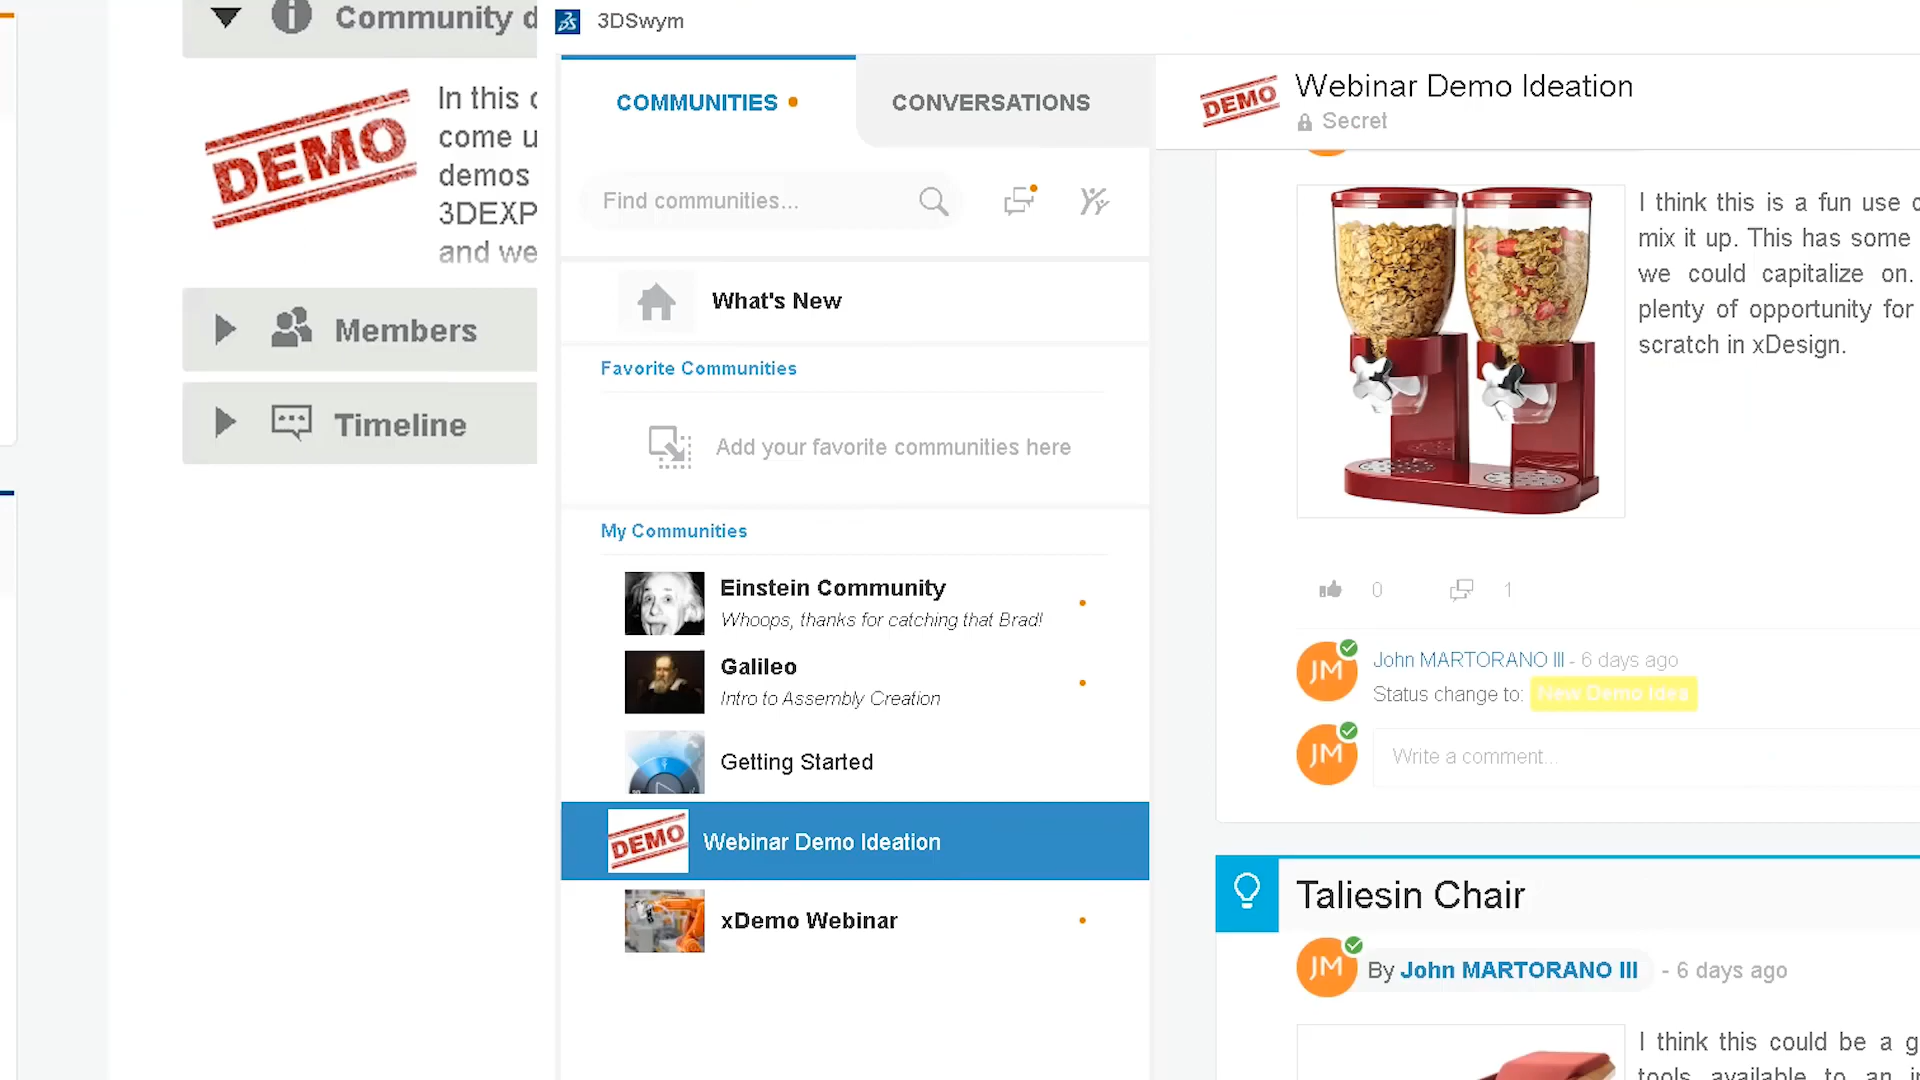 Community d
DEMO
In this c
come u
demos
3DEXP
and we
Members
Timeline
3DSwym
COMMUNITIES
CONVERSATIONS
Find communities...
What's New
Favorite Communities
Add your favorite communities here
My Communities
Einstein Community
Whoops, thanks for catching that Brad!
Galileo
Intro to Assembly Creation
Getting Started
DEMO
Webinar Demo Ideation
xDemo Webinar
DEMO
Webinar Demo Ideation
Secret
I think this is a fun use c
mix it up. This has some
we could capitalize on.
plenty of opportunity for
scratch in xDesign.
0
1
JM
John MARTORANO III - 6 days ago
Status change to: New Demo Idea
JM
Write a comment...
Taliesin Chair
JM
By John MARTORANO III - 6 days ago
I think this could be a g
tools available to an i